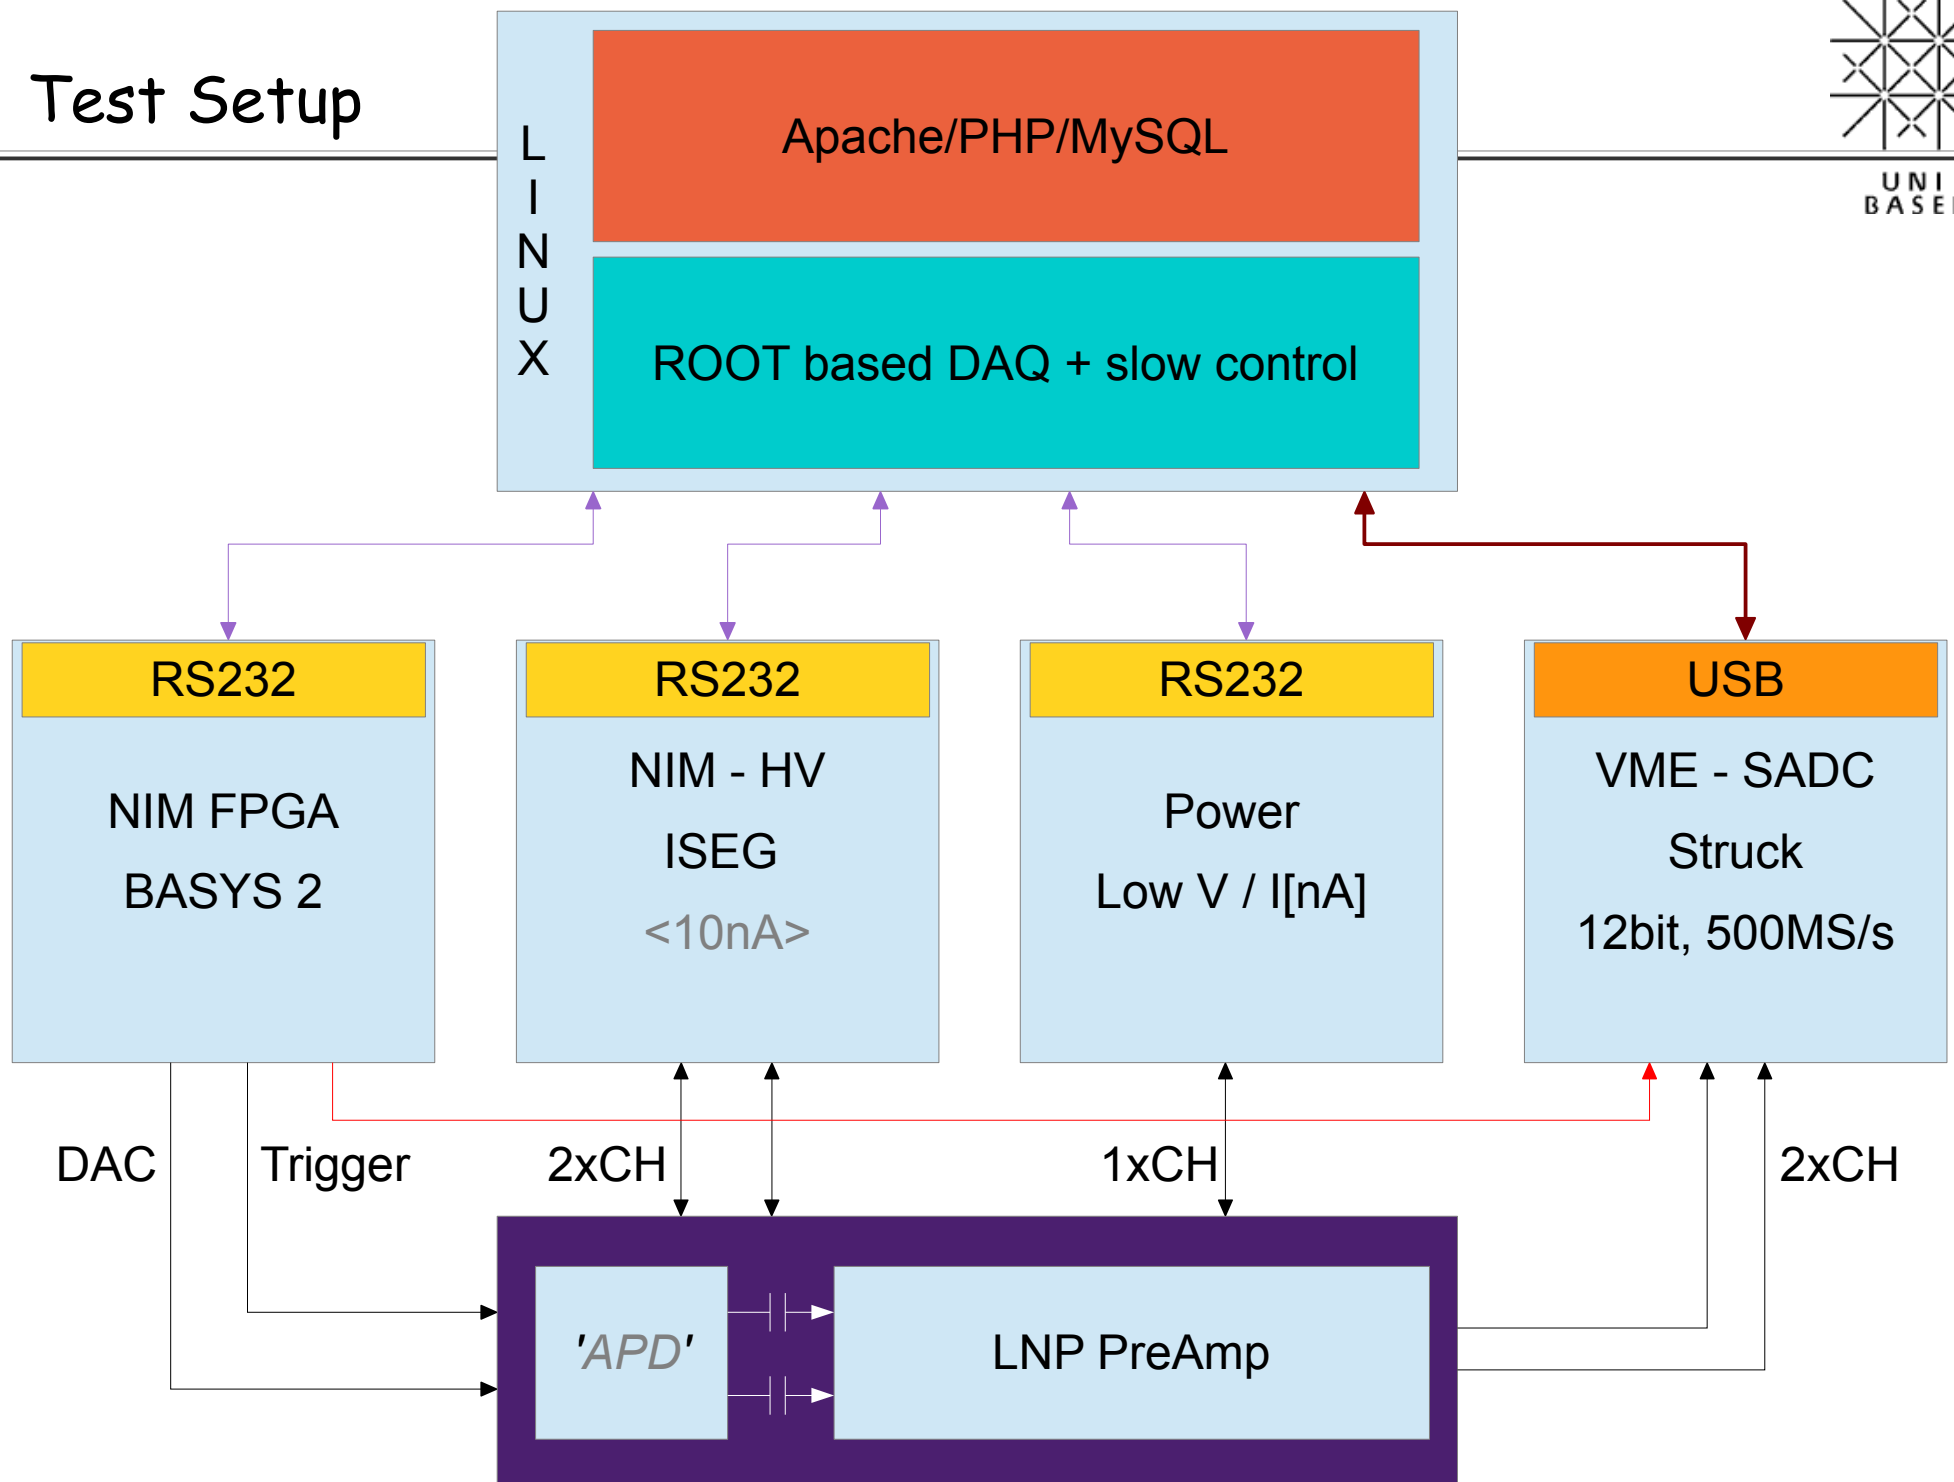 Test Setup
LINUX
Apache/PHP/MySQL
ROOT based DAQ + slow control
UNI
RS232
NIM FPGA
BASYS 2
RS232
NIM - HV
ISEG
<10nA>
RS232
Power
Low V / I[nA]
USB
VME - SADC
Struck
12bit, 500MS/s
DAC
Trigger
2xCH
1xCH
2xCH
'APD'
LNP PreAmp